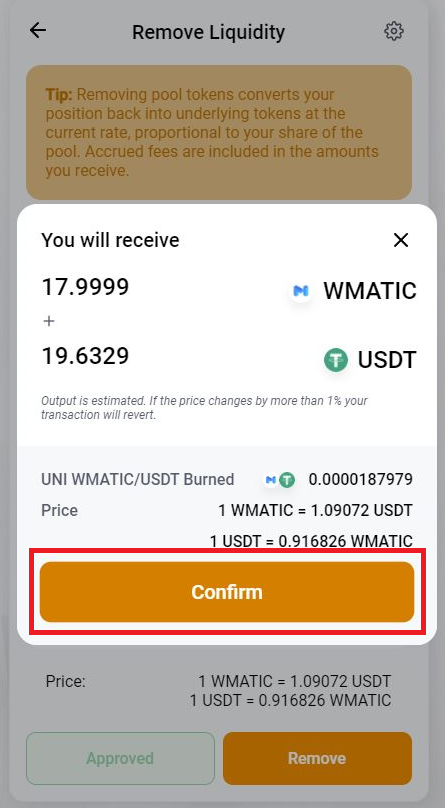 Remove Liquidity
Tip: Removing pool tokens converts your
position back into underlying tokens at the
current rate, proportional to your share of the
pool. Accrued fees are included in the amounts
you receive.
You will receive
17.9999 WMATIC
+
19.6329 USDT
Output is estimated. If the price changes by more than 1% your
transaction will revert.
UNI WMATIC/USDT Burned 0.0000187979
Price 1 WMATIC = 1.09072 USDT
1 USDT = 0.916826 WMATIC
Confirm
Price: 1 WMATIC = 1.09072 USDT
1 USDT = 0.916826 WMATIC
Approved Remove